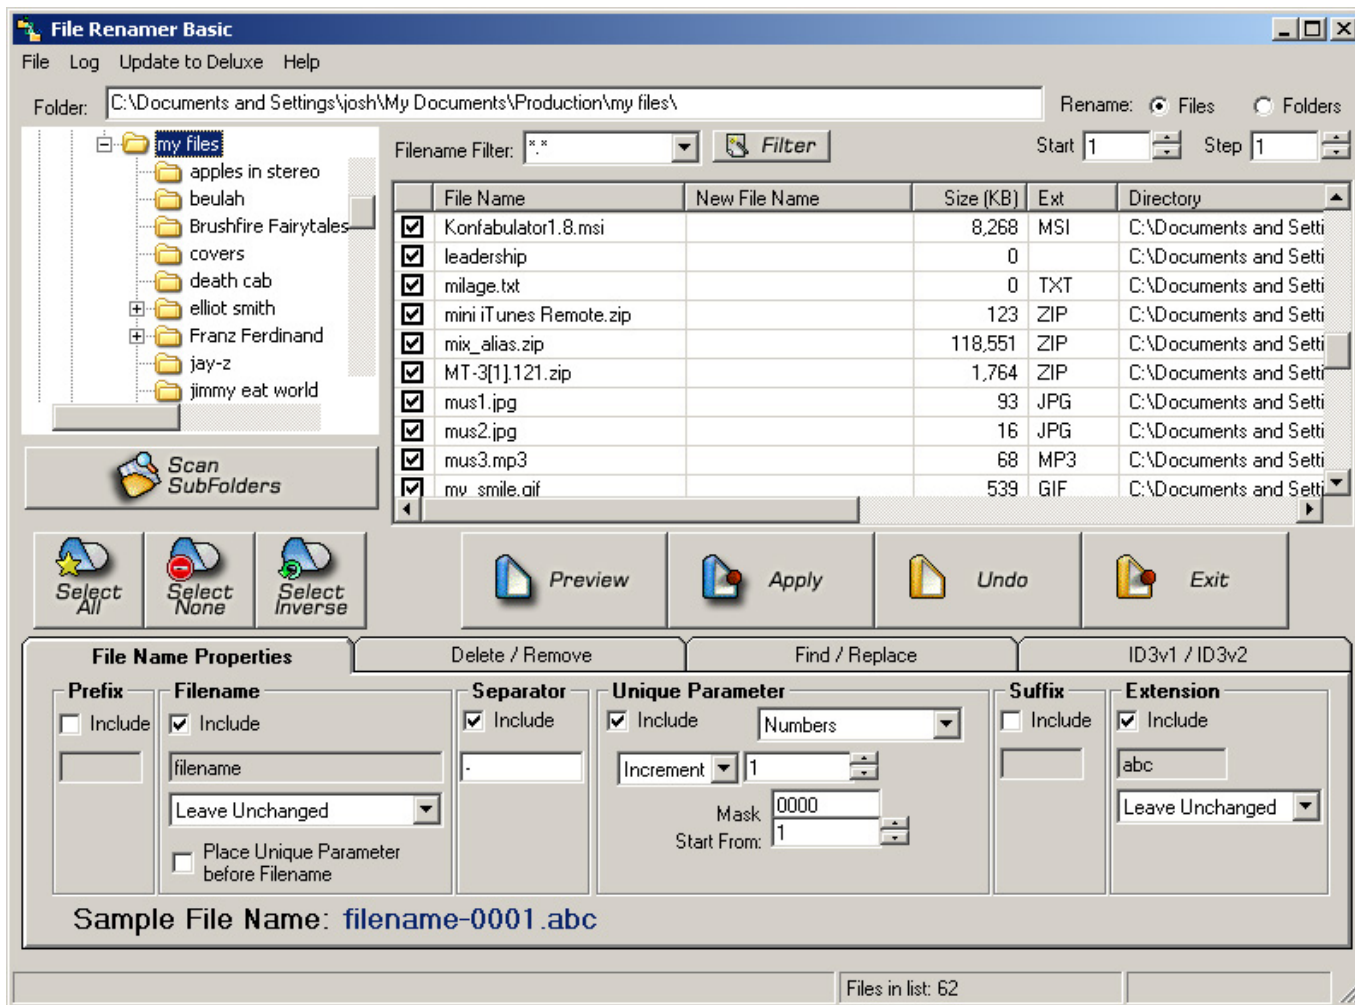 File Renamer Basic
File Log Update to Deluxe Help
Folder: C:\Documents and Settings\josh\My Documents\Production\my files\ Rename: Files Folders
my files
apples in stereo
beulah
Brushfire Fairytales
covers
death cab
elliot smith
Franz Ferdinand
jay-z
jimmy eat world
Filename Filter: *.* Filter Start 1 Step 1
File Name New File Name Size (KB) Ext Directory
Konfabulator1.8.msi 8,268 MSI C:\Documents and Setti
leadership 0 C:\Documents and Setti
milage.txt 0 TXT C:\Documents and Setti
mini iTunes Remote.zip 123 ZIP C:\Documents and Setti
mix_alias.zip 118,551 ZIP C:\Documents and Setti
MT-3[1].121.zip 1,764 ZIP C:\Documents and Setti
mus1.jpg 93 JPG C:\Documents and Setti
mus2.jpg 16 JPG C:\Documents and Setti
mus3.mp3 68 MP3 C:\Documents and Setti
my_smile.gif 539 GIF C:\Documents and Setti
Scan
SubFolders
Select
All
Select
None
Select
Inverse
Preview Apply Undo Exit
File Name Properties Delete / Remove Find / Replace ID3v1 / ID3v2
Prefix
Include
Filename
Include
filename
Leave Unchanged
Place Unique Parameter
before Filename
Separator
Include
-
Unique Parameter
Include Numbers
Increment 1
Mask 0000
Start From: 1
Suffix
Include
Extension
Include
abc
Leave Unchanged
Sample File Name: filename-0001.abc
Files in list: 62